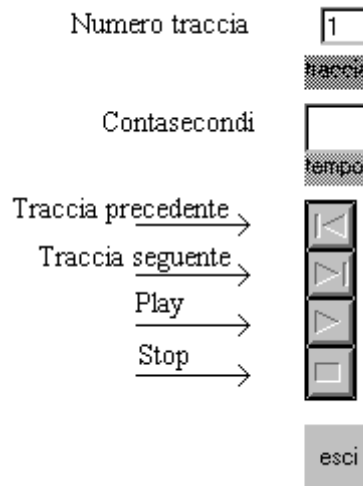 Numero traccia 1
traccia
Contasecondi
tempo
Traccia precedente
Traccia seguente
Play
Stop
esci